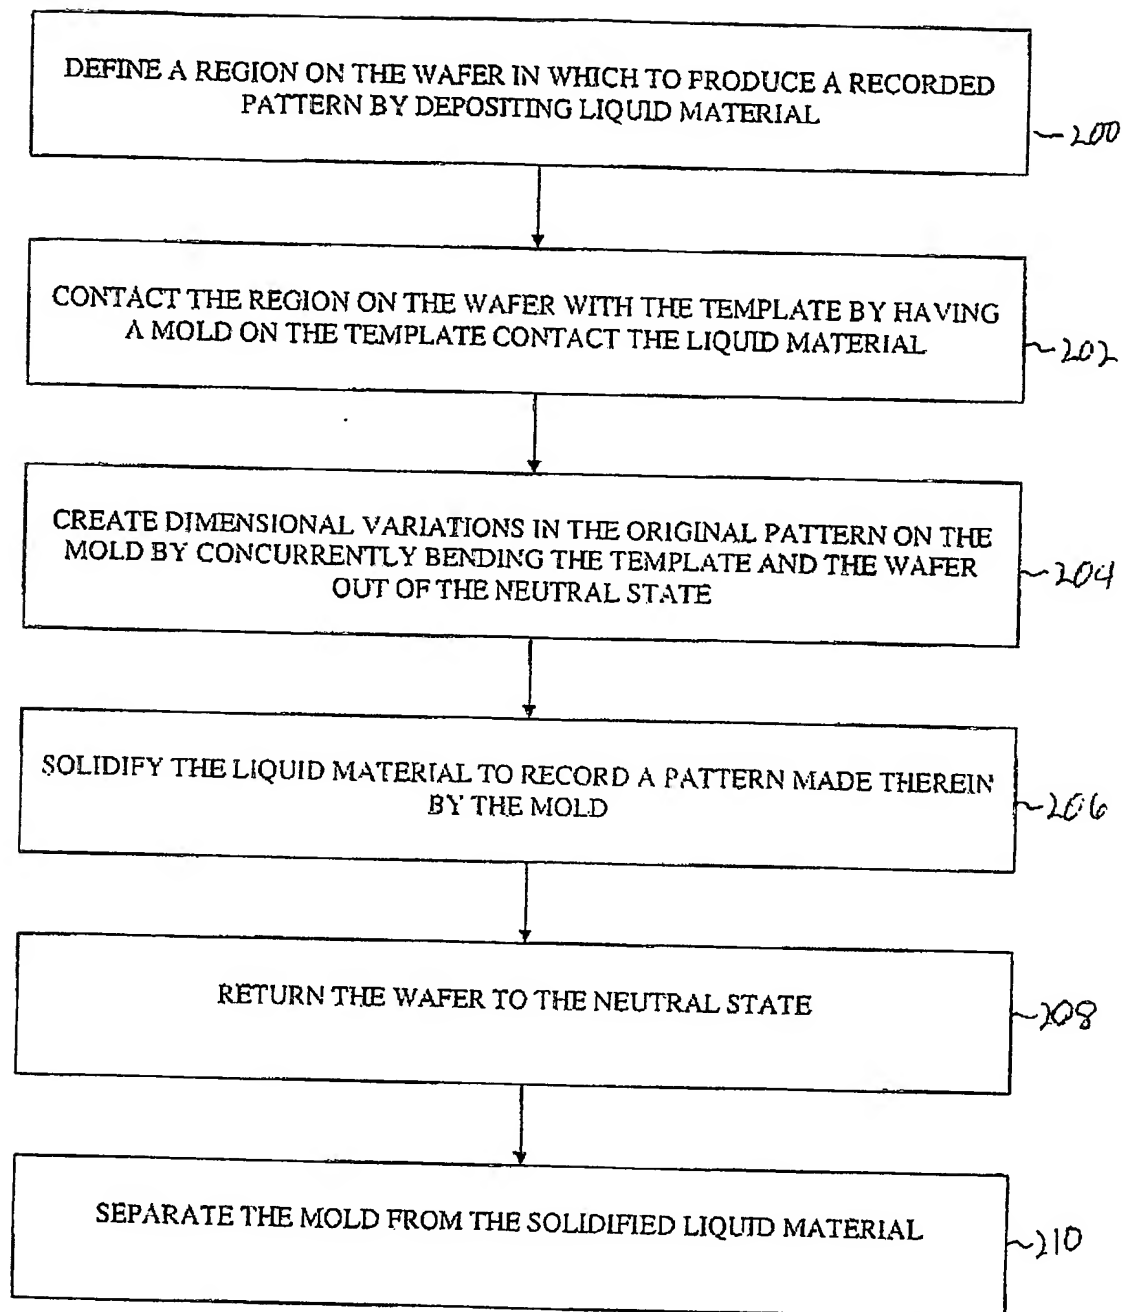 DEFINE A REGION ON THE WAFER IN WHICH TO PRODUCE A RECORDED
PATTERN BY DEPOSITING LIQUID MATERIAL
200
CONTACT THE REGION ON THE WAFER WITH THE TEMPLATE BY HAVING
A MOLD ON THE TEMPLATE CONTACT THE LIQUID MATERIAL
202
CREATE DIMENSIONAL VARIATIONS IN THE ORIGINAL PATTERN ON THE
MOLD BY CONCURRENTLY BENDING THE TEMPLATE AND THE WAFER
OUT OF THE NEUTRAL STATE
204
SOLIDIFY THE LIQUID MATERIAL TO RECORD A PATTERN MADE THEREIN
BY THE MOLD
206
RETURN THE WAFER TO THE NEUTRAL STATE
208
SEPARATE THE MOLD FROM THE SOLIDIFIED LIQUID MATERIAL
210